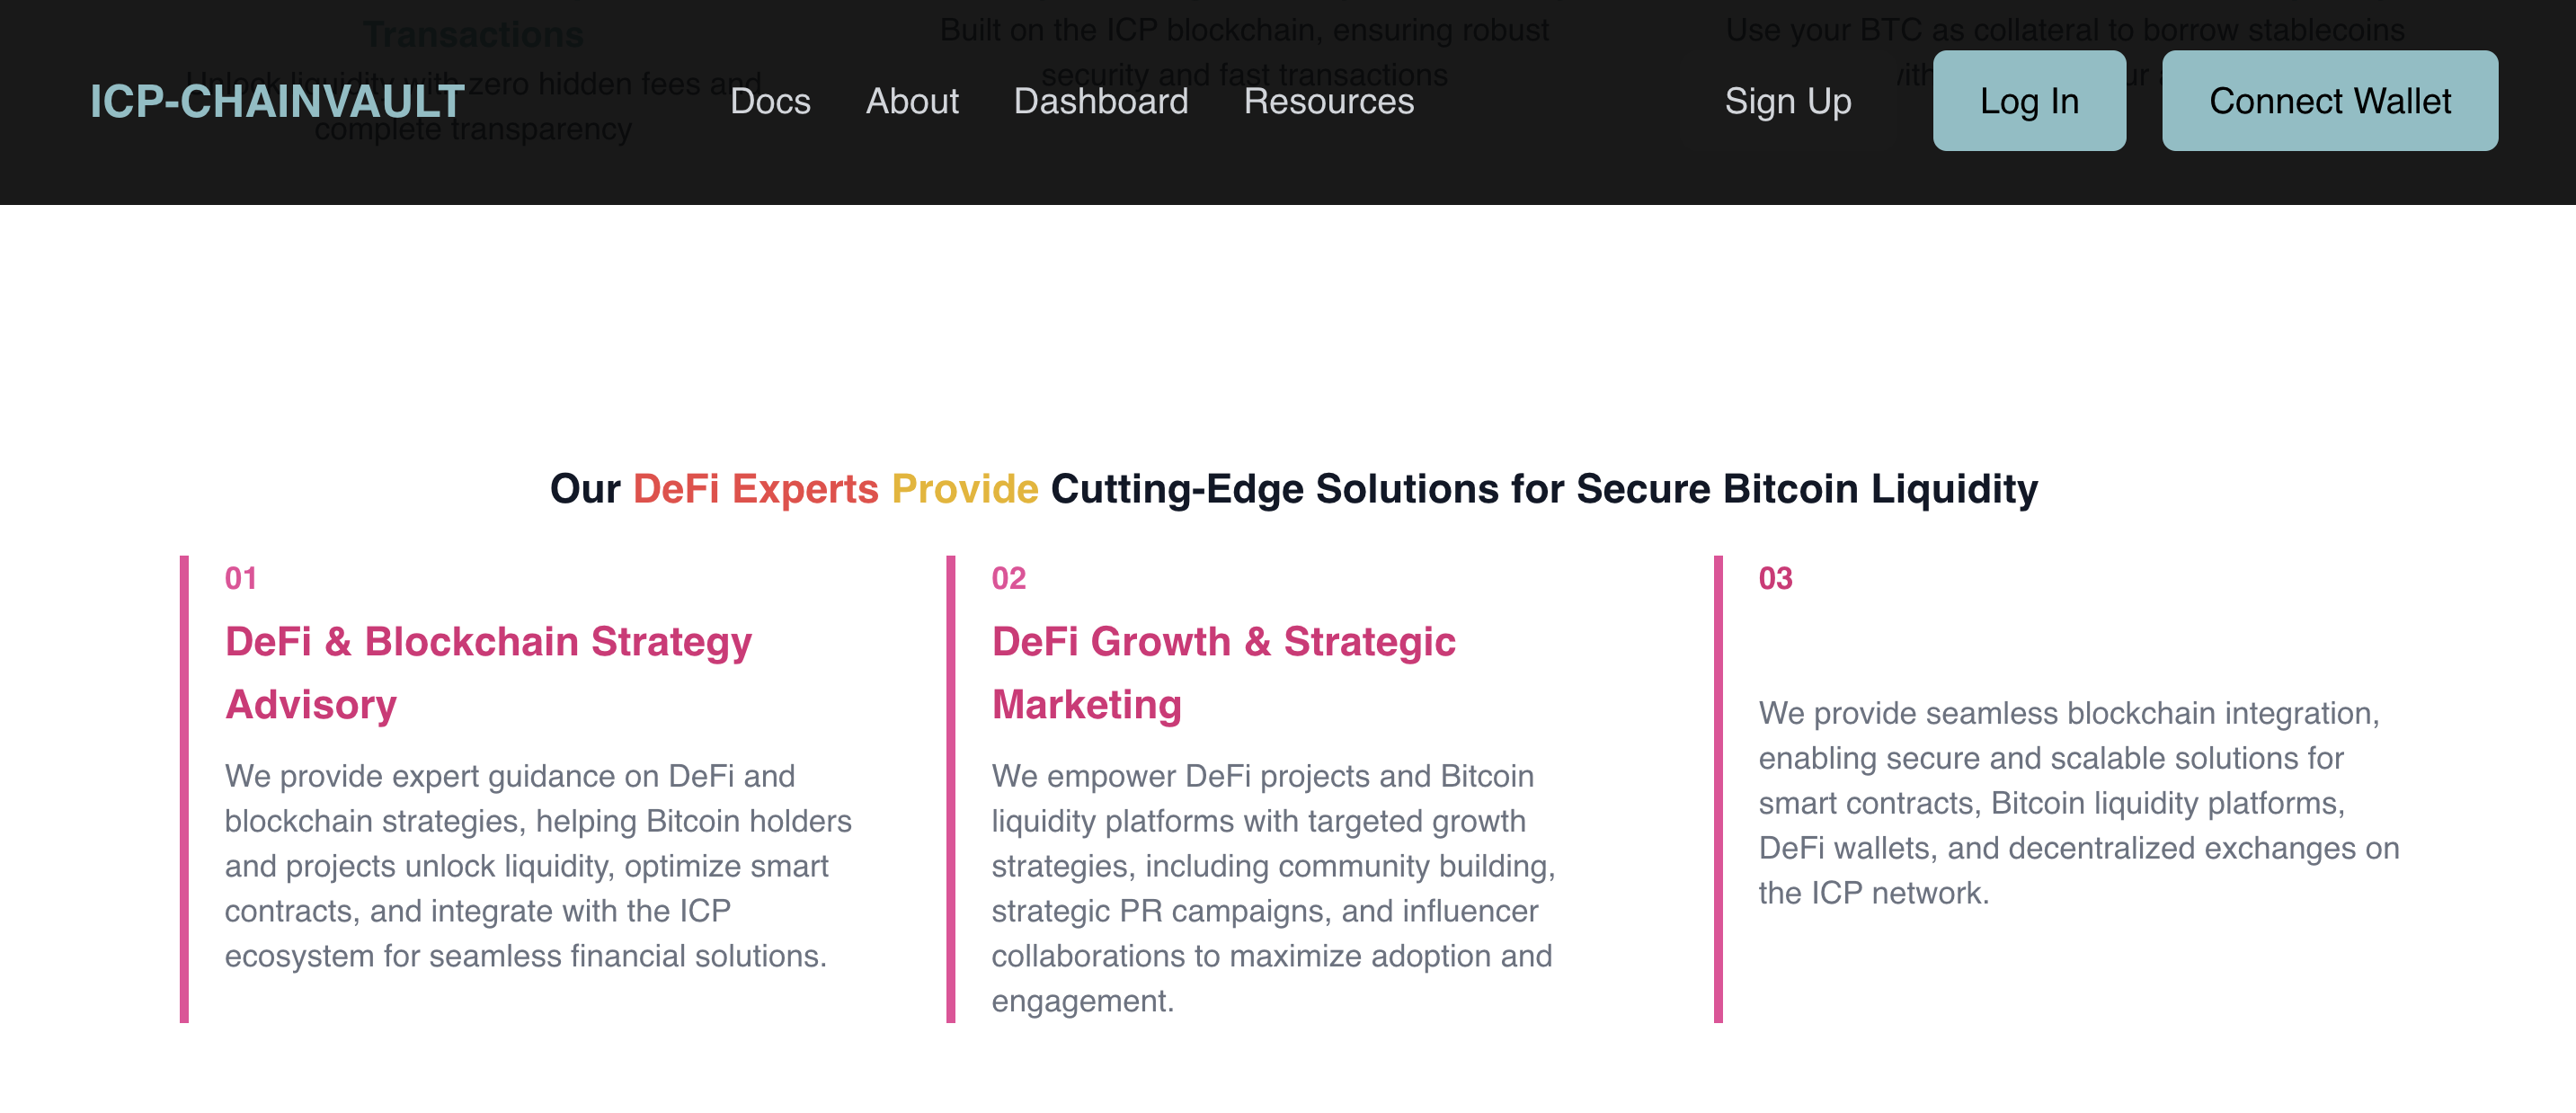 Transactions
Built on the ICP blockchain, ensuring robust
Use your BTC as collateral to borrow stablecoins
Unlock liquidity with zero hidden fees and
security and fast transactions
complete transparency
ICP-CHAINVAULT
Docs About Dashboard Resources
Sign Up Log In Connect Wallet
Our DeFi Experts Provide Cutting-Edge Solutions for Secure Bitcoin Liquidity
01
DeFi & Blockchain Strategy
Advisory
We provide expert guidance on DeFi and
blockchain strategies, helping Bitcoin holders
and projects unlock liquidity, optimize smart
contracts, and integrate with the ICP
ecosystem for seamless financial solutions.
02
DeFi Growth & Strategic
Marketing
We empower DeFi projects and Bitcoin
liquidity platforms with targeted growth
strategies, including community building,
strategic PR campaigns, and influencer
collaborations to maximize adoption and
engagement.
03
We provide seamless blockchain integration,
enabling secure and scalable solutions for
smart contracts, Bitcoin liquidity platforms,
DeFi wallets, and decentralized exchanges on
the ICP network.